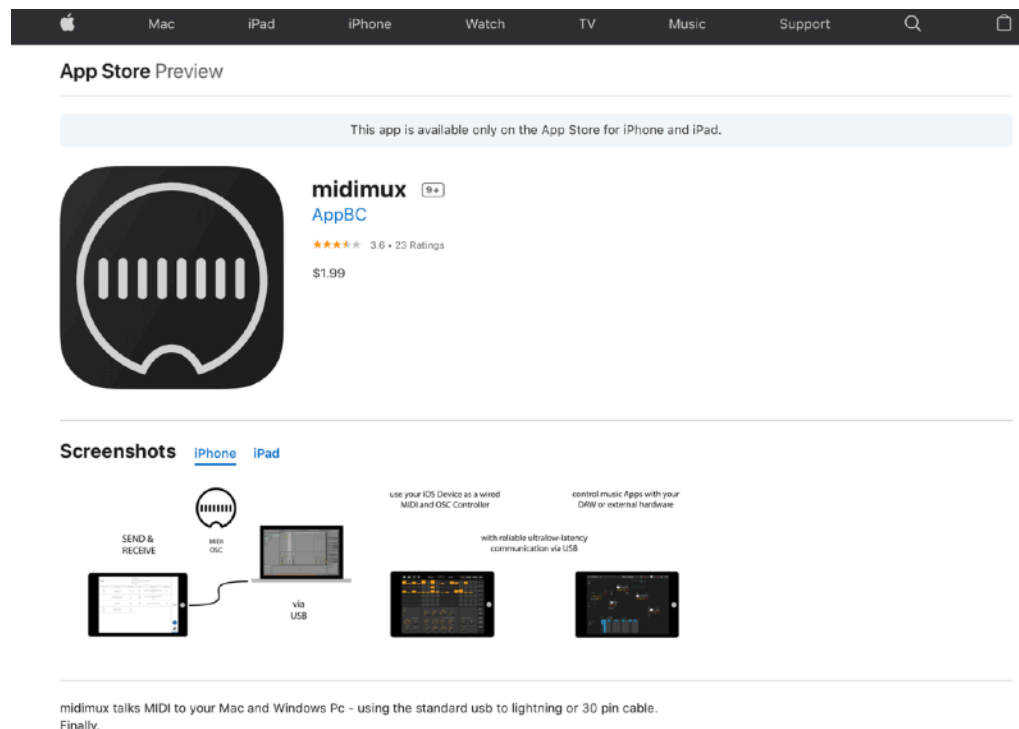 Mac iPad iPhone Watch TV Music Support
App Store Preview
This app is available only on the App Store for iPhone and iPad.
midimux 9+
AppBC
3.6 • 23 Ratings
$1.99
Screenshots iPhone iPad
SEND &
RECEIVE
MIDI
OSC
via
USB
use your iOS Device as a wired
MIDI and OSC Controller
control music Apps with your
DAW or external hardware
with reliable ultralow-latency
communication via USB
midimux talks MIDI to your Mac and Windows Pc - using the standard usb to lightning or 30 pin cable.
Finally.